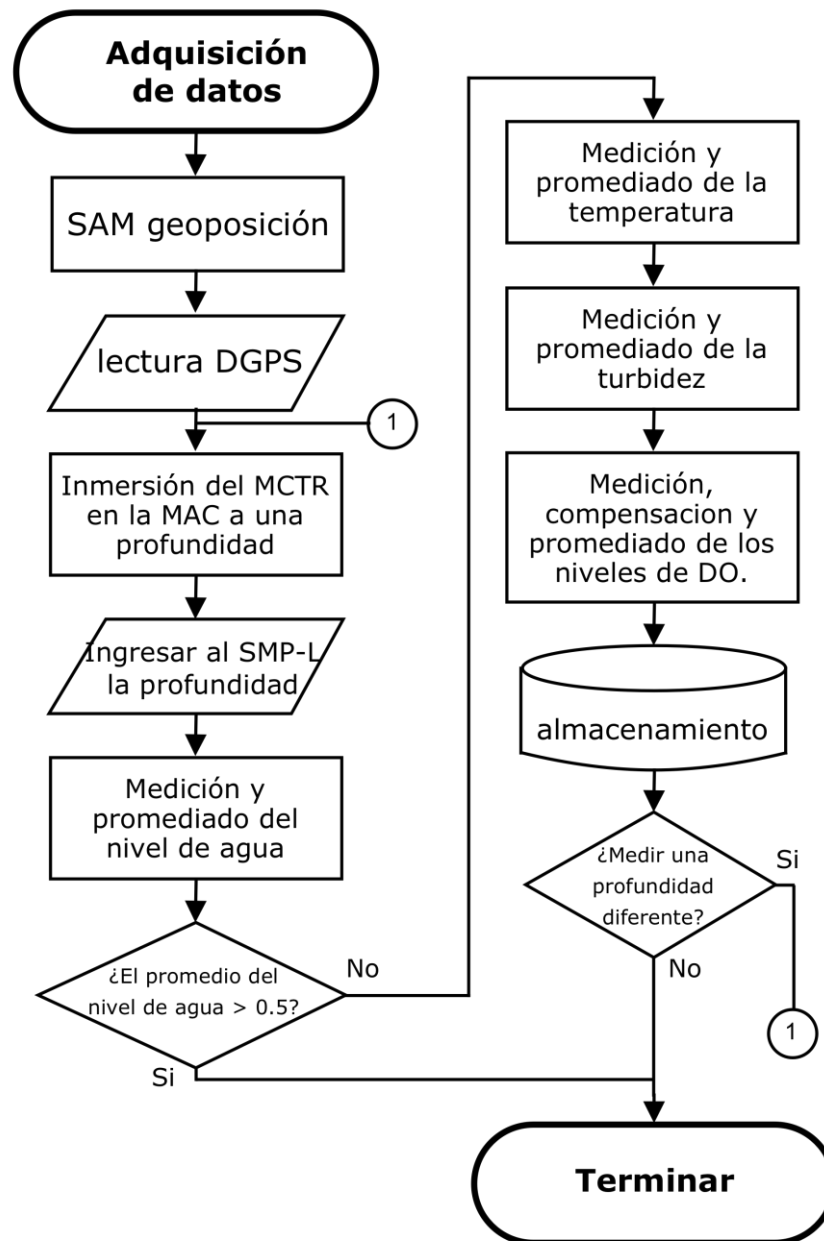 Adquisición
de datos
SAM geoposición
lectura DGPS
1
Inmersión del MCTR
en la MAC a una
profundidad
Ingresar al SMP-L
la profundidad
Medición y
promediado del
nivel de agua
¿El promedio del
nivel de agua > 0.5?
No
Si
Medición y
promediado de la
temperatura
Medición y
promediado de la
turbidez
Medición,
compensacion y
promediado de los
niveles de DO.
almacenamiento
¿Medir una
profundidad
diferente?
Si
No
1
Terminar